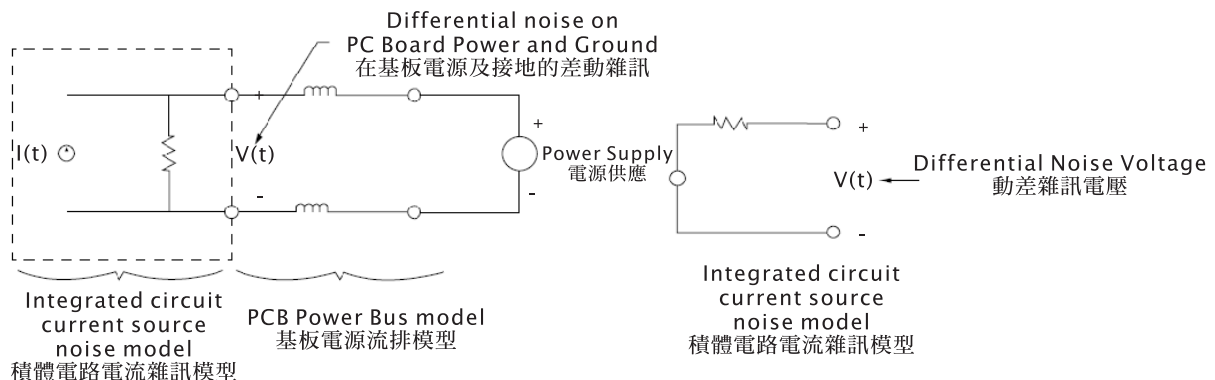 Differential noise on
PC Board Power and Ground
在基板電源及接地的差動雜訊
+
I(t)
V(t)
-
+
Power Supply
電源供應
-
+
V(t)
-
Differential Noise Voltage
動差雜訊電壓
Integrated circuit
current source
noise model
積體電路電流雜訊模型
PCB Power Bus model
基板電源流排模型
Integrated circuit
current source
noise model
積體電路電流雜訊模型